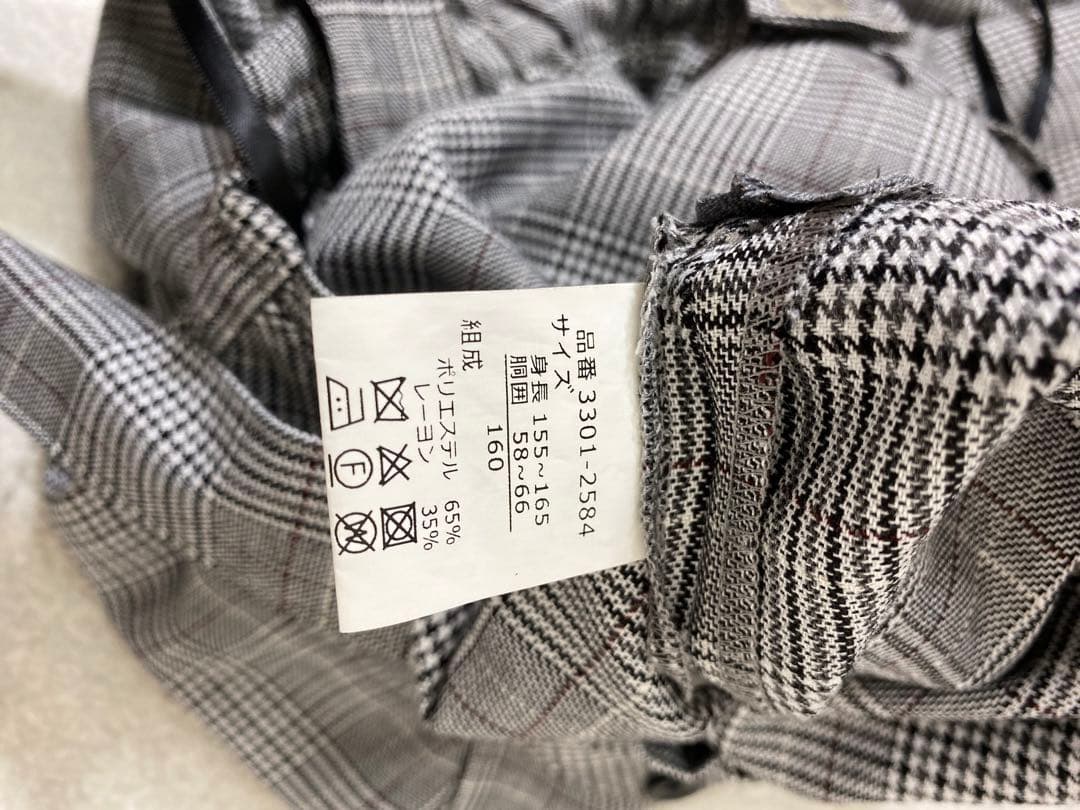 品番 3301-2584
サイズ
身長 155~165
胴囲 58~66
160
組成
ポリエステル 65%
レーヨン 35%
F
W